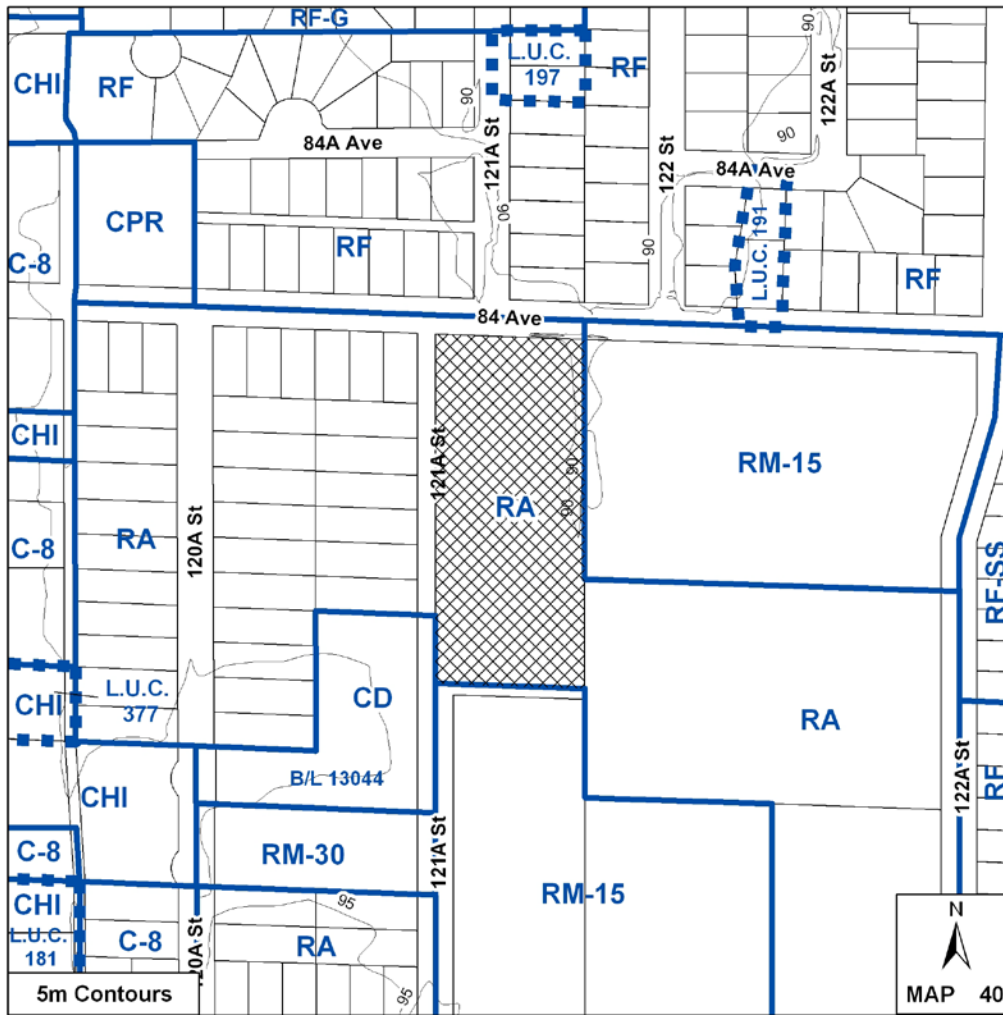 RF-G
L.U.C.
197
CHI
RF
RF
90
90
122A St
84A Ave
121A St
122 St
90
84A Ave
CPR
C-8
RF
90
90
L.U.C. 191
RF
84 Ave
CHI
RA
C-8
120A St
121A St
RA
90
90
RM-15
RF-SS
CHI
L.U.C.
377
CD
B/L 13044
RA
RF
122A St
CHI
C-8
RM-30
121A St
RM-15
CHI
L.U.C.
181
C-8
120A St
95
RA
95
5m Contours
N
MAP 40